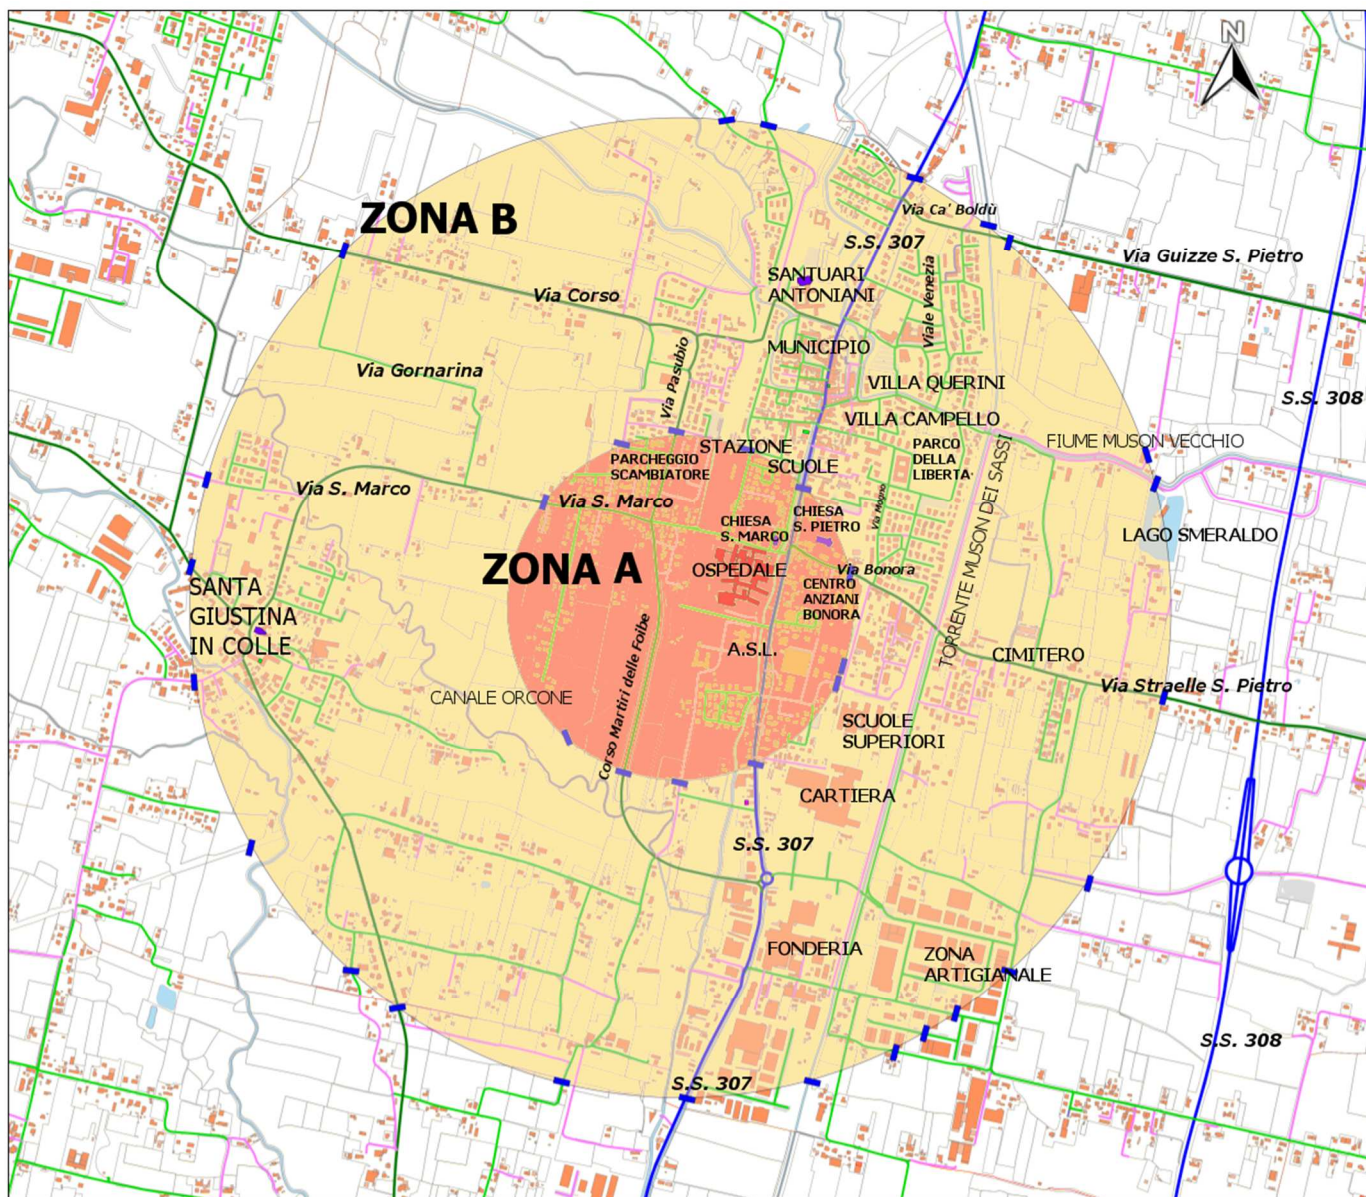 N
ZONA B
Via Ca' Boldù
S.S. 307
Via Guizze S. Pietro
SANTUARI
ANTONIANI
Viale Venezia
Via Corso
MUNICIPIO
Via Pasubio
Via Gornarina
VILLA QUERINI
S.S. 308
VILLA CAMPELLO
STAZIONE
PARCO
DELLA
LIBERTA'
FIUME MUSON VECCHIO
PARCHEGGIO
SCAMBIATORE
SCUOLE
Via S. Marco
Via S. Marco
Via Mogno
CHIESA
S. MARCO
CHIESA
S. PIETRO
TORRENTE MUSON DEI SASSI
LAGO SMERALDO
ZONA A
OSPEDALE
Via Bonora
CENTRO
ANZIANI
BONORA
SANTA
GIUSTINA
IN COLLE
A.S.L.
CIMITERO
Corso Martiri delle Foibe
CANALE ORCONE
Via Straelle S. Pietro
SCUOLE
SUPERIORI
CARTIERA
S.S. 307
FONDERIA
ZONA
ARTIGIANALE
S.S. 308
S.S. 307